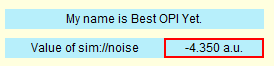 My name is Best OPI Yet.
Value of sim://noise -4.350 a.u.